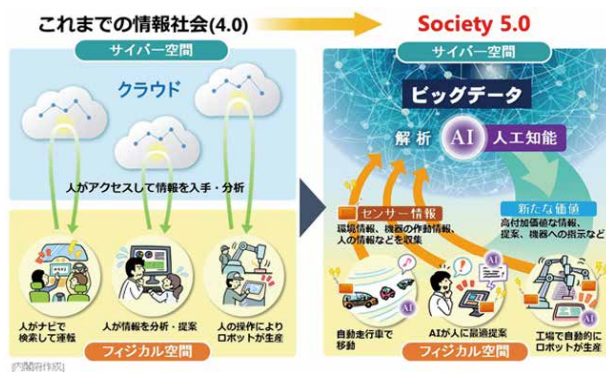 これまでの情報社会(4.0)
Society 5.0
サイバー空間
クラウド
人がアクセスして情報を入手・分析
人がナビで
検索して運転
人が情報を分析・提案
人の操作により
ロボットが生産
フィジカル空間
サイバー空間
ビッグデータ
解析 AI 人工知能
センサー情報
環境情報、機器の作動情報、
人の情報などを収集
新たな価値
高付加価値な情報、
提案、機器への指示など
AI
AI
AI
自動走行車で
移動
AIが人に最適提案
工場で自動的に
ロボットが生産
フィジカル空間
[内閣府作成]